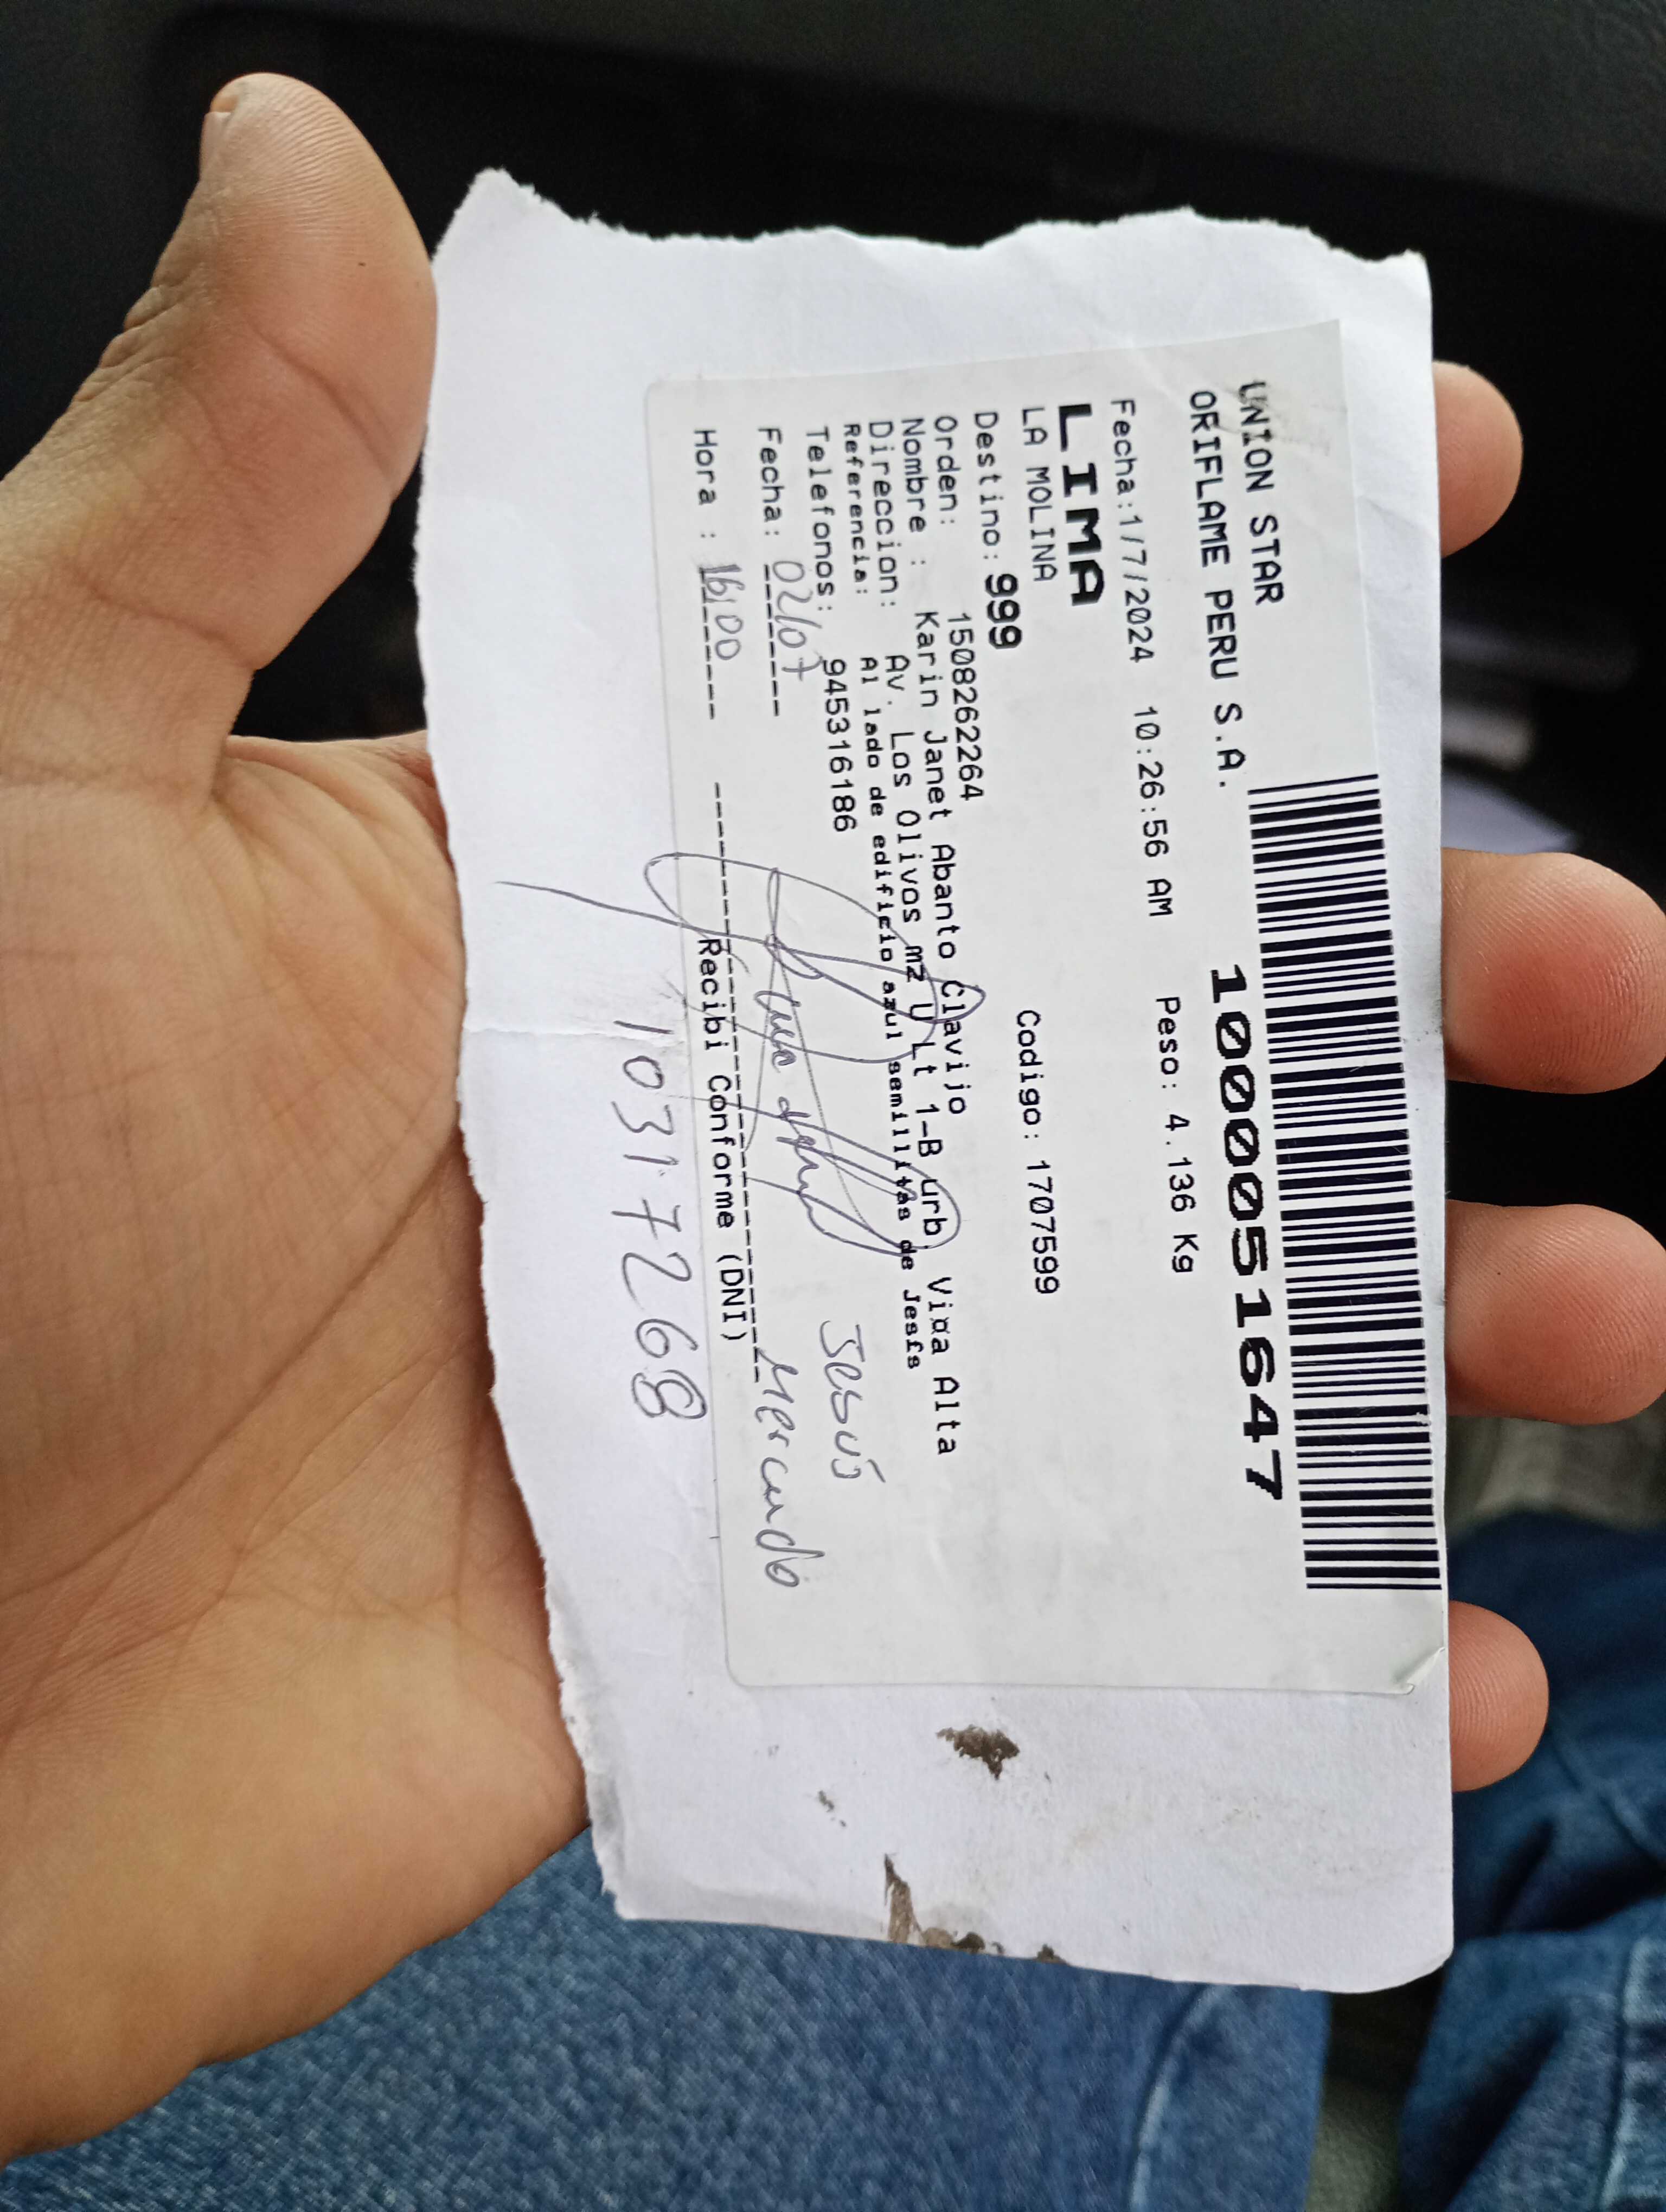 UNION STAR
ORIFLAME PERU S.A.
1000051647
Fecha:1/7/2024 10:26:56 AM Peso: 4.136 Kg
LIMA
LA MOLINA
Destino: 999 Codigo: 1707599
Orden: 1508262264
Nombre : Karin Janet Abanto Clavijo
Direccion: Av. Los Olivos mz U Lt 1-B urb. Viña Alta
Referencia: Al lado de edificio azul semillitas de Jesfs
Telefonos: 945316186
Jesús
Fecha: 02/07
Mercado
Hora : 16:00
Recibi Conforme (DNI)
10317268